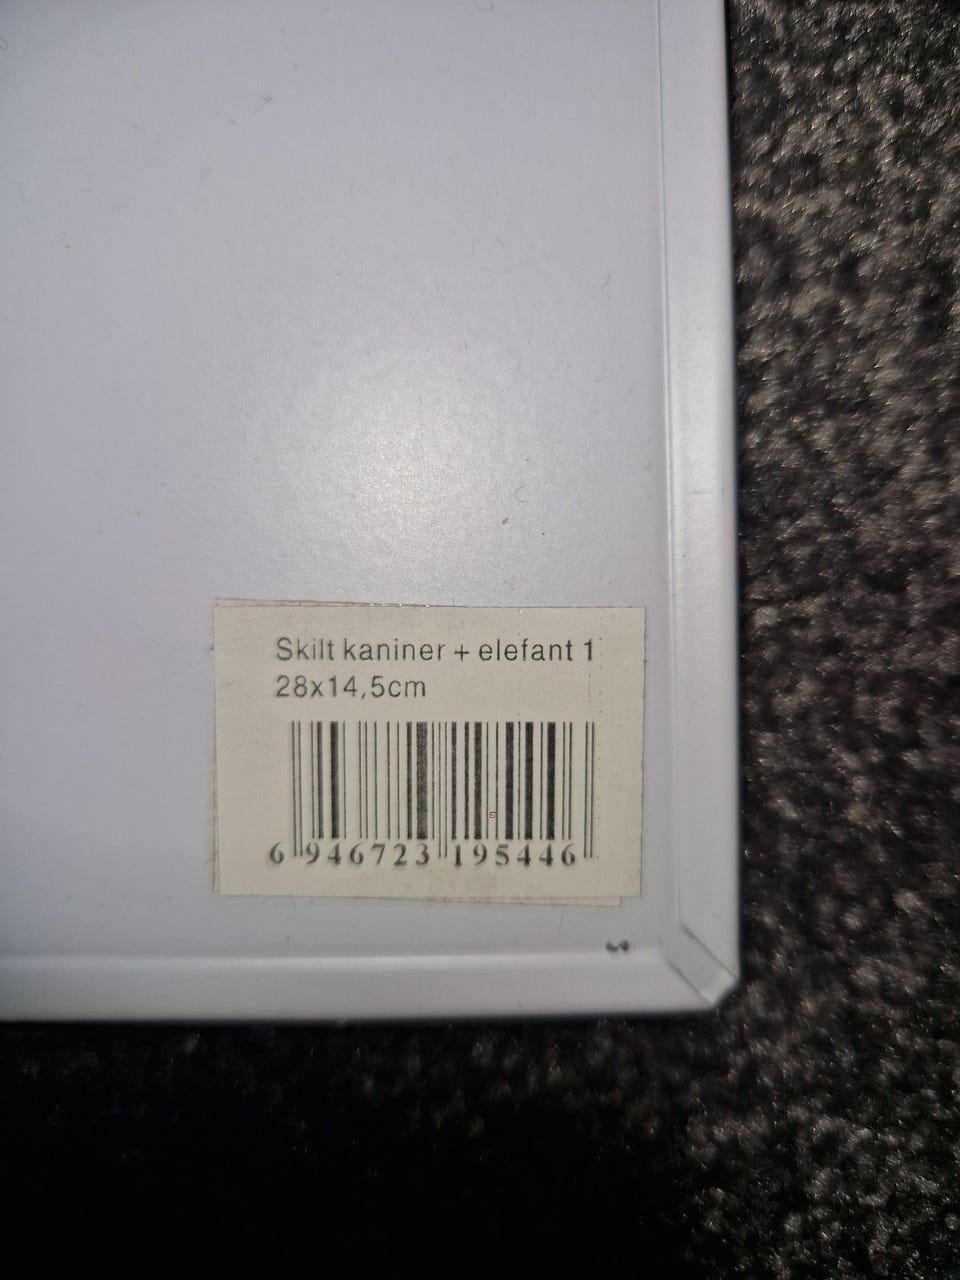 Skilt kaniner + elefant 1
28x14,5cm
6 946723 195446